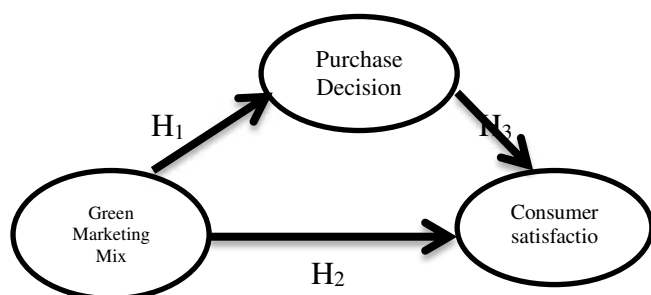 Purchase
Decision
H₁
H₃
Green
Marketing
Mix
Consumer
satisfactio
H₂